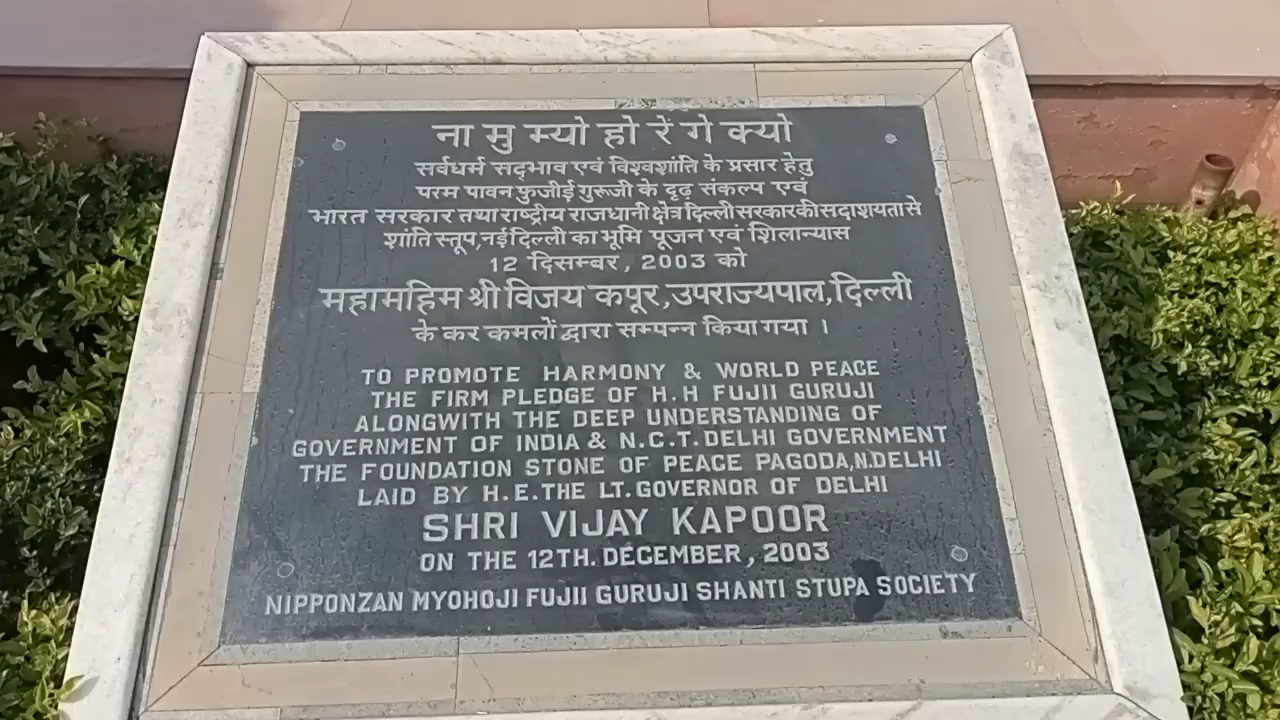 ना मु म्यो हो रें गे क्यो
सर्वधर्म सद्‌भाव एवं विश्वशांति के प्रसार हेतु
परम पावन फुजीई गुरूजी के दृढ़ संकल्प एवं
भारत सरकार तथा राष्ट्रीय राजधानी क्षेत्र दिल्ली सरकार की सदाशयता से
शांति स्तूप, नई दिल्ली का भूमि पूजन एवं शिलान्यास
12 दिसम्बर, 2003 को
महामहिम श्री विजय कपूर, उपराज्यपाल, दिल्ली
के कर कमलों द्वारा सम्पन्न किया गया ।
TO PROMOTE HARMONY & WORLD PEACE
THE FIRM PLEDGE OF H.H FUJII GURUJI
ALONGWITH THE DEEP UNDERSTANDING OF
GOVERNMENT OF INDIA & N.C.T. DELHI GOVERNMENT
THE FOUNDATION STONE OF PEACE PAGODA, N.DELHI
LAID BY H.E. THE LT. GOVERNOR OF DELHI
SHRI VIJAY KAPOOR
ON THE 12TH. DECEMBER, 2003
NIPPONZAN MYOHOJI FUJII GURUJI SHANTI STUPA SOCIETY